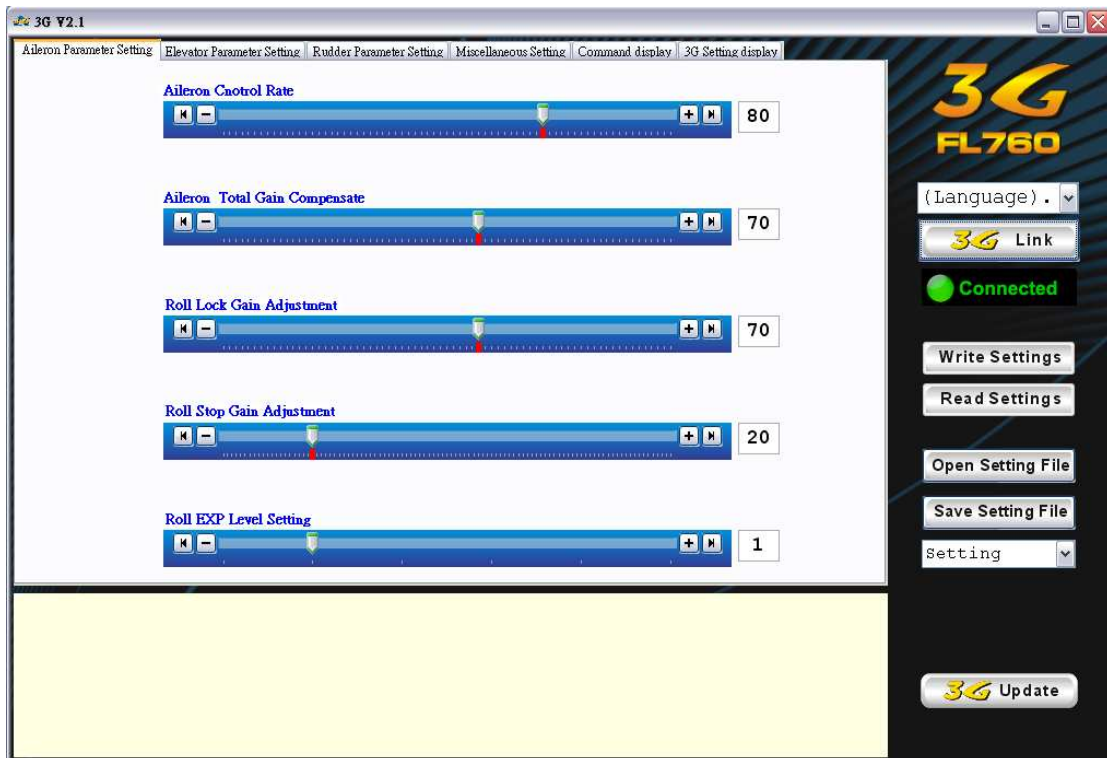 3G V2.1
Aileron Parameter Setting Elevator Parameter Setting Rudder Parameter Setting Miscellaneous Setting Command display 3G Setting display
Aileron Cnotrol Rate
80
Aileron Total Gain Compensate
70
Roll Lock Gain Adjustment
70
Roll Stop Gain Adjustment
20
Roll EXP Level Setting
1
3G
FL760
(Language).
3G Link
Connected
Write Settings
Read Settings
Open Setting File
Save Setting File
Setting
3G Update